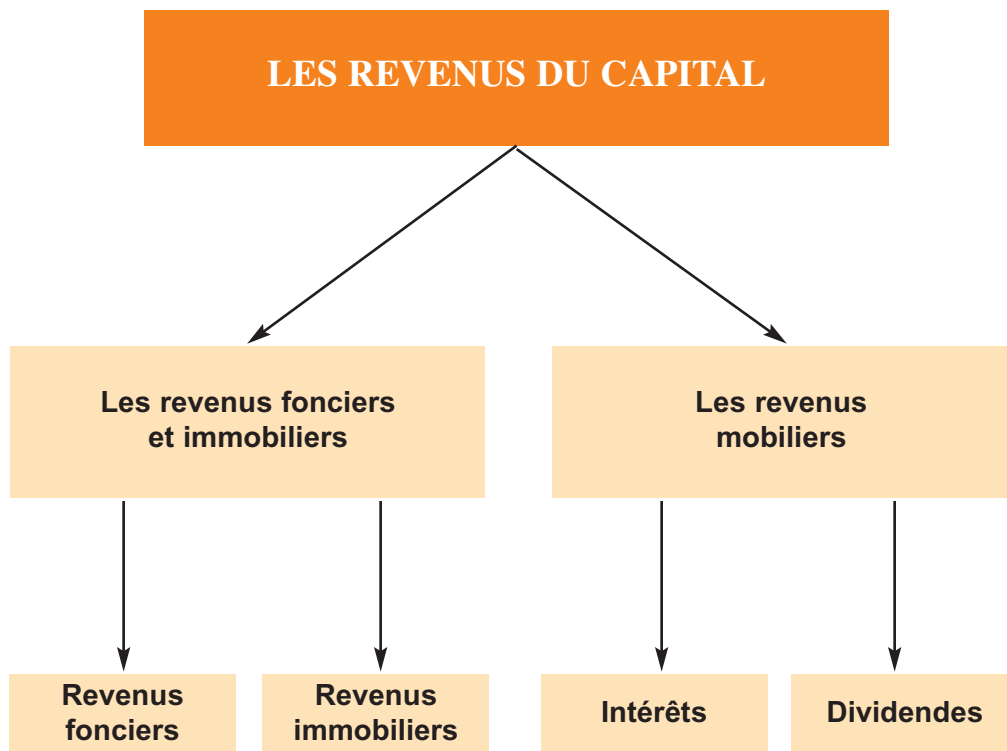 LES REVENUS DU CAPITAL
Les revenus fonciers
et immobiliers
Les revenus
mobiliers
Revenus
fonciers
Revenus
immobiliers
Intérêts
Dividendes